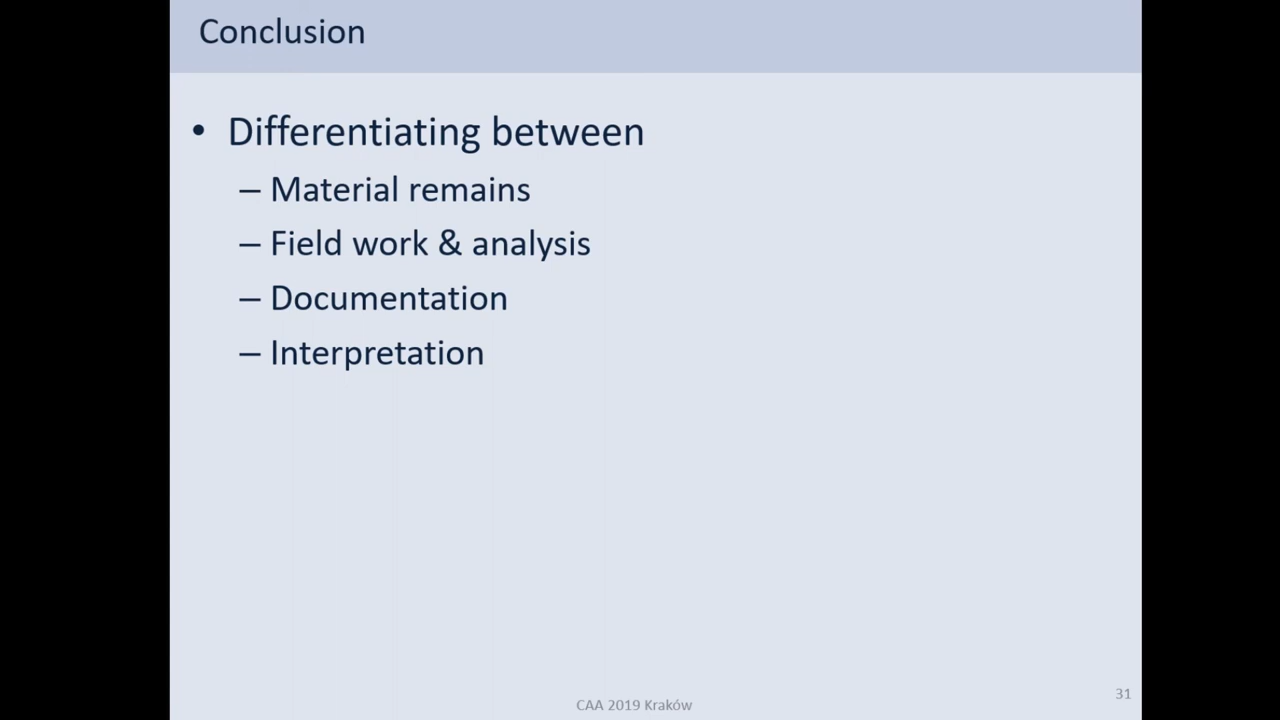 Conclusion
• Differentiating between
– Material remains
– Field work & analysis
– Documentation
– Interpretation
CAA 2019 Kraków
31